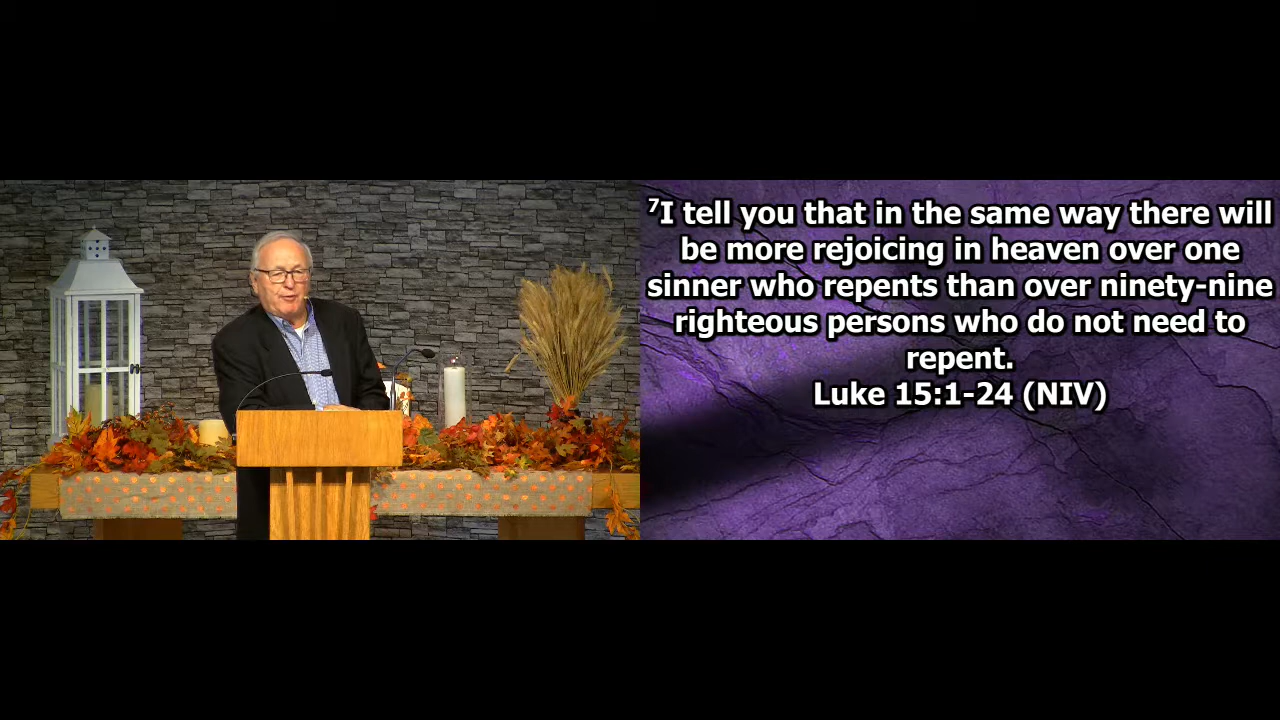 ⁷I tell you that in the same way there will
be more rejoicing in heaven over one
sinner who repents than over ninety-nine
righteous persons who do not need to
repent.
Luke 15:1-24 (NIV)